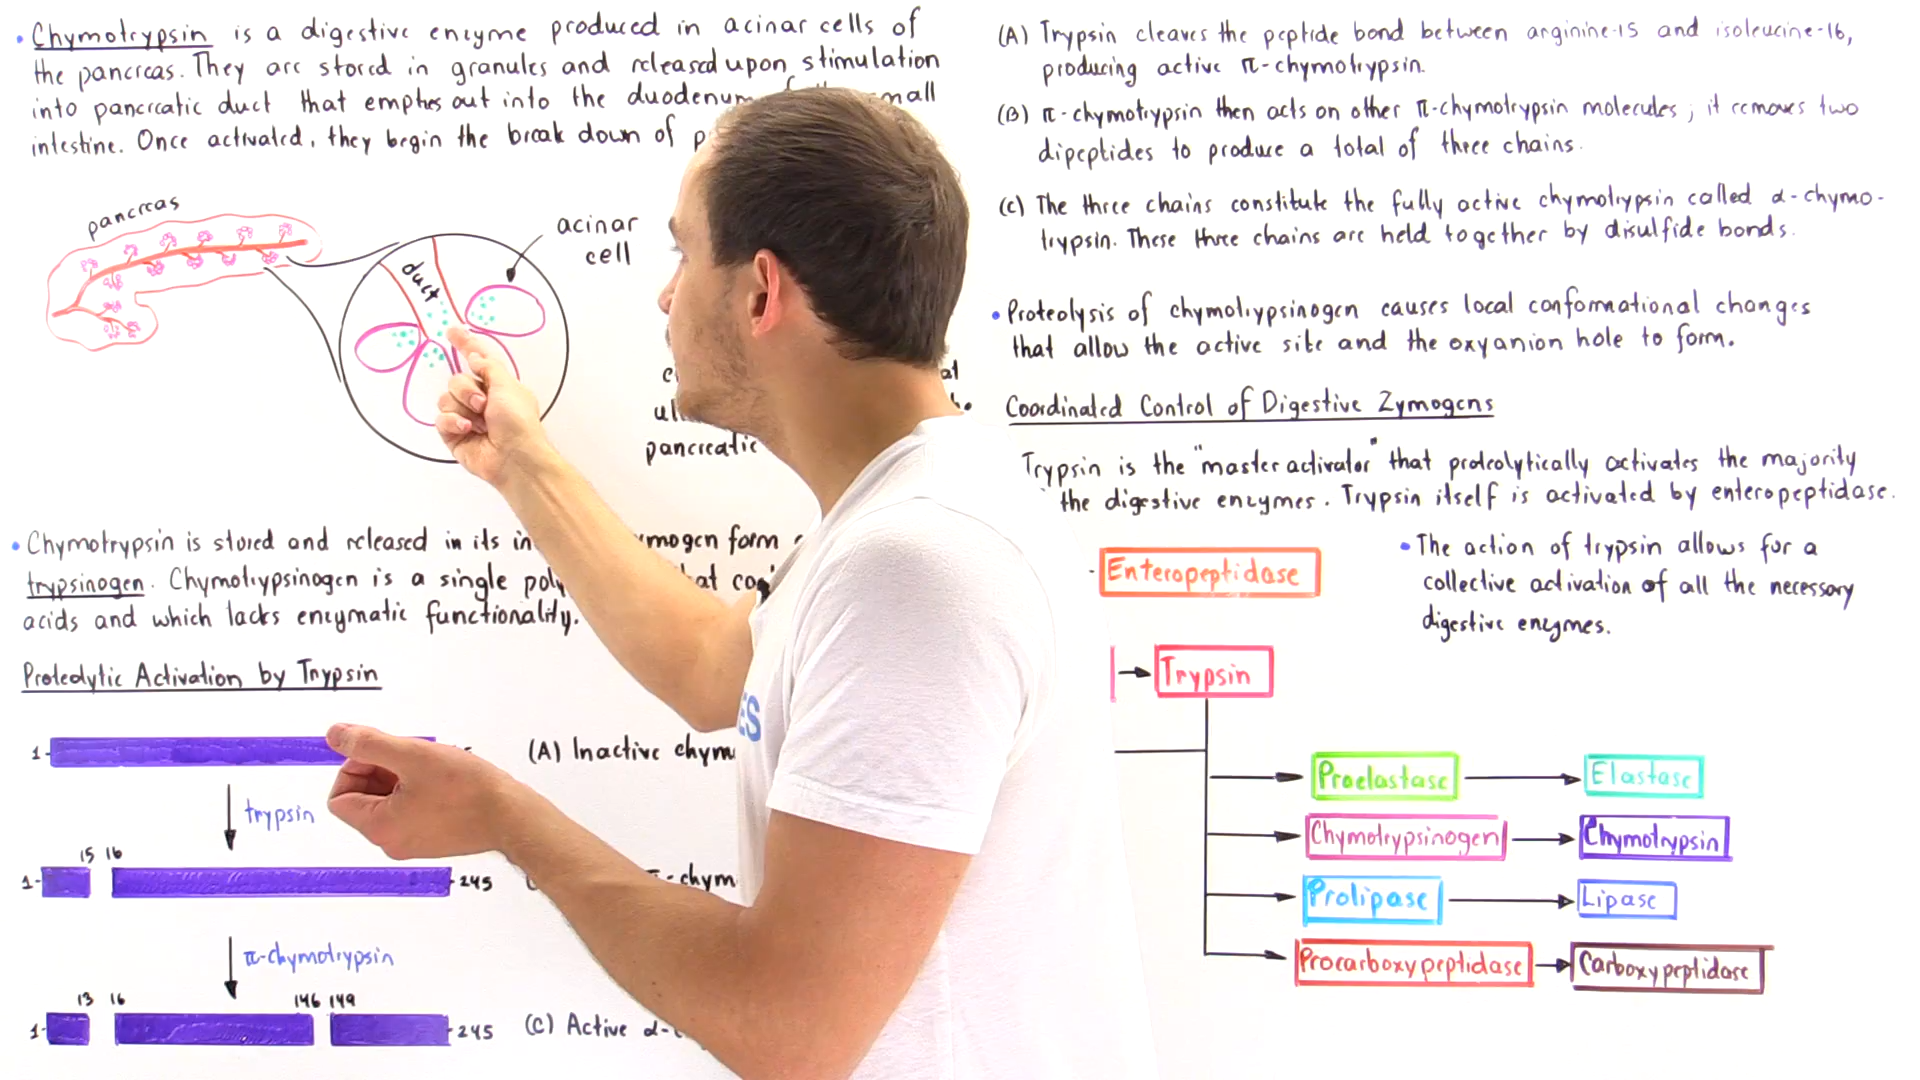 • Chymotrypsin is a digestive enzyme produced in acinar cells of
the pancreas. They are stored in granules and released upon stimulation
into pancreatic duct that empties out into the duodenum small
intestine. Once activated, they begin the break down of
pancreas
duct
acinar
cell
pancreatic
• Chymotrypsin is stored and released in its form
trypsinogen. Chymotrypsinogen is a single
acids and which lacks enzymatic functionality.
Proteolytic Activation by Trypsin
1-
(A) Inactive
trypsin
15 16
1- -245
π-chymotrypsin
13 16 146 149
1- -245
(C) Active α-
(A) Trypsin cleaves the peptide bond between arginine-15 and isoleucine-16,
producing active π-chymotrypsin.
(B) π-chymotrypsin then acts on other π-chymotrypsin molecules; it removes two
dipeptides to produce a total of three chains.
(C) The three chains constitute the fully active chymotrypsin called α-chymo-
trypsin. These three chains are held together by disulfide bonds.
• Proteolysis of chymotrypsinogen causes local conformational changes
that allow the active site and the oxyanion hole to form.
Coordinated Control of Digestive Zymogens
Trypsin is the "master activator" that proteolytically activates the majority
the digestive enzymes. Trypsin itself is activated by enteropeptidase.
Enteropeptidase
• The action of trypsin allows for a
collective activation of all the necessary
digestive enzymes.
Trypsin
Proelastase Elastase
Chymotrypsinogen Chymotrypsin
Prolipase Lipase
Procarboxypeptidase Carboxypeptidase